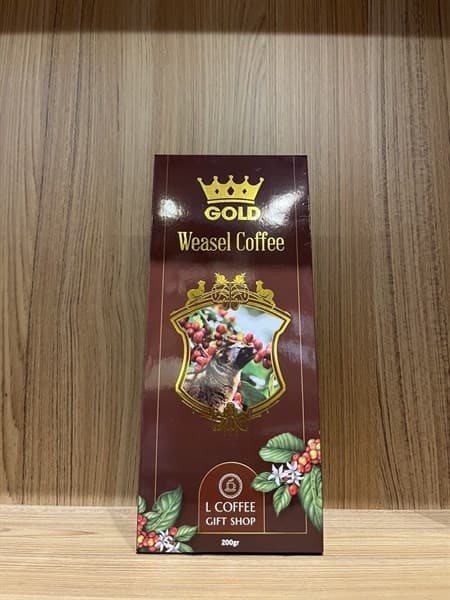 GOLD
Weasel Coffee
L COFFEE
GIFT SHOP
200gr